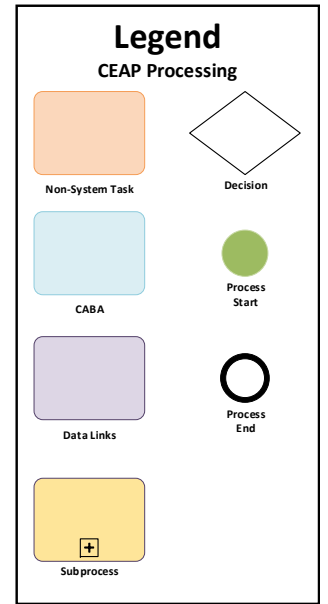 Legend
CEAP Processing
Non-System Task
Decision
CABA
Process
Start
Data Links
Process
End
Subprocess